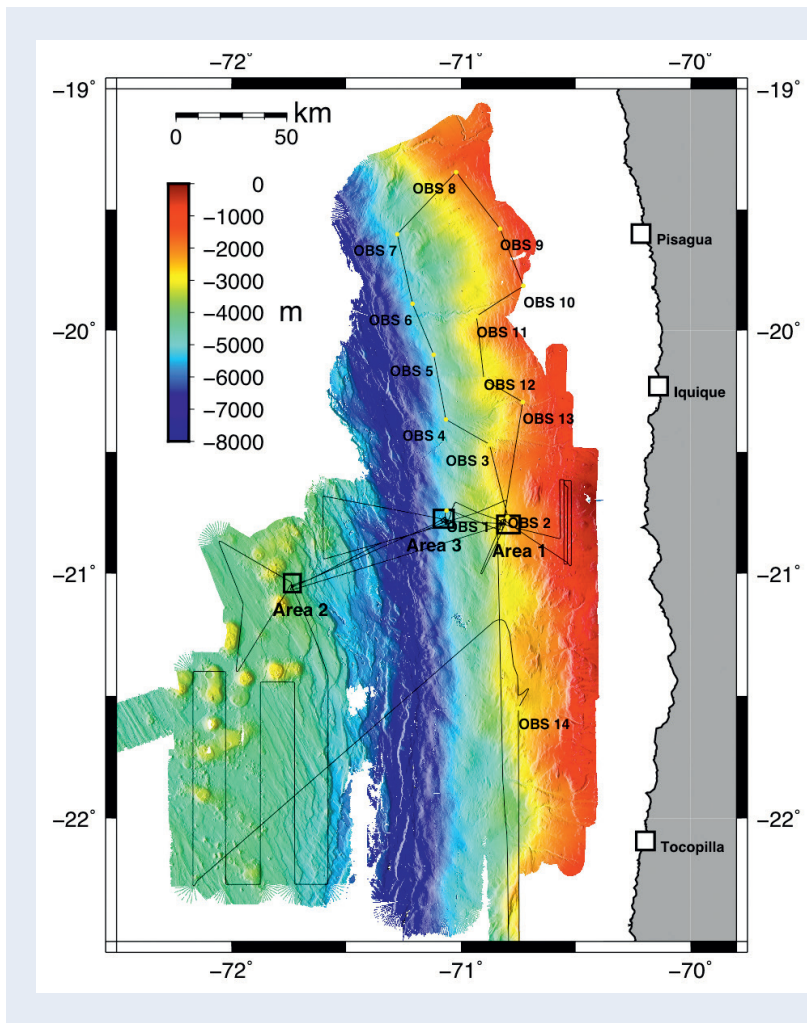 −72˚ −71˚ −70˚
−19˚ −19˚
km
0 50
OBS 8
0
−1000
−2000
−3000
−4000
−5000
−6000
−7000
−8000
m
OBS 9
Pisagua
OBS 7
OBS 10
OBS 6
OBS 11
−20˚ −20˚
OBS 5
OBS 12
Iquique
OBS 13
OBS 4
OBS 3
OBS 1
OBS 2
Area 3
Area 1
−21˚ −21˚
Area 2
OBS 14
−22˚ −22˚
Tocopilla
−72˚ −71˚ −70˚